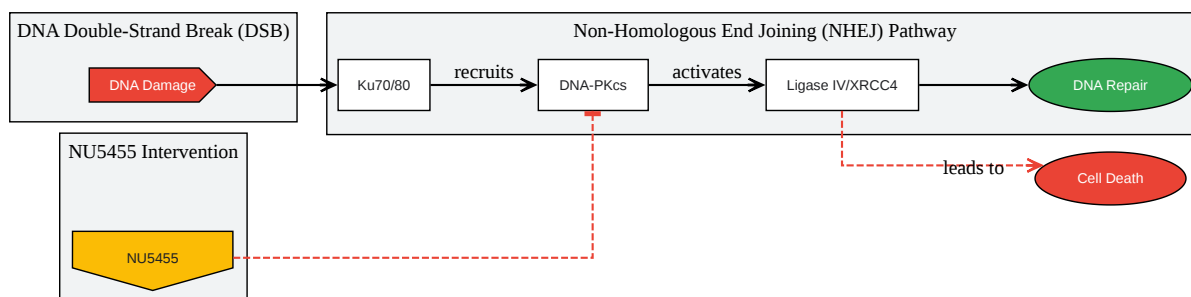 DNA Double-Strand Break (DSB)
Non-Homologous End Joining (NHEJ) Pathway
DNA Damage
Ku70/80
recruits
DNA-PKcs
activates
Ligase IV/XRCC4
DNA Repair
NU5455 Intervention
leads to
Cell Death
NU5455